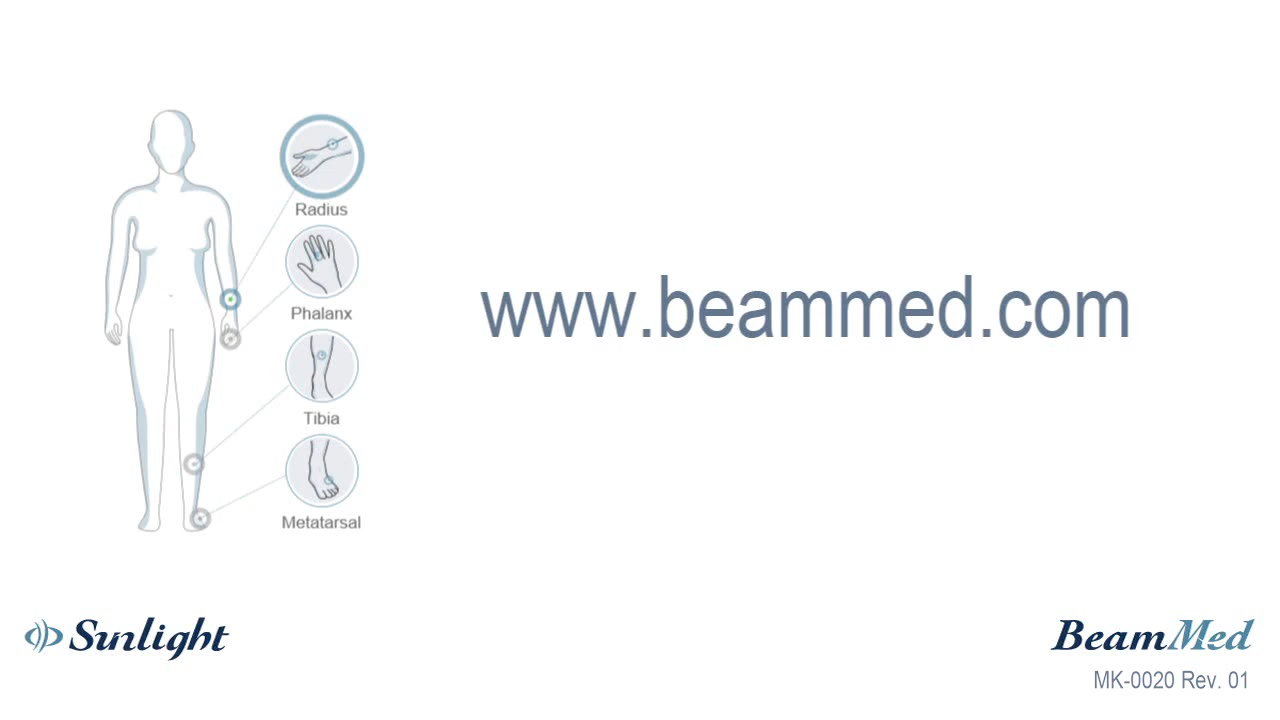 Radius
Phalanx
Tibia
Metatarsal
www.beammed.com
Sunlight
BeamMed
MK-0020 Rev. 01